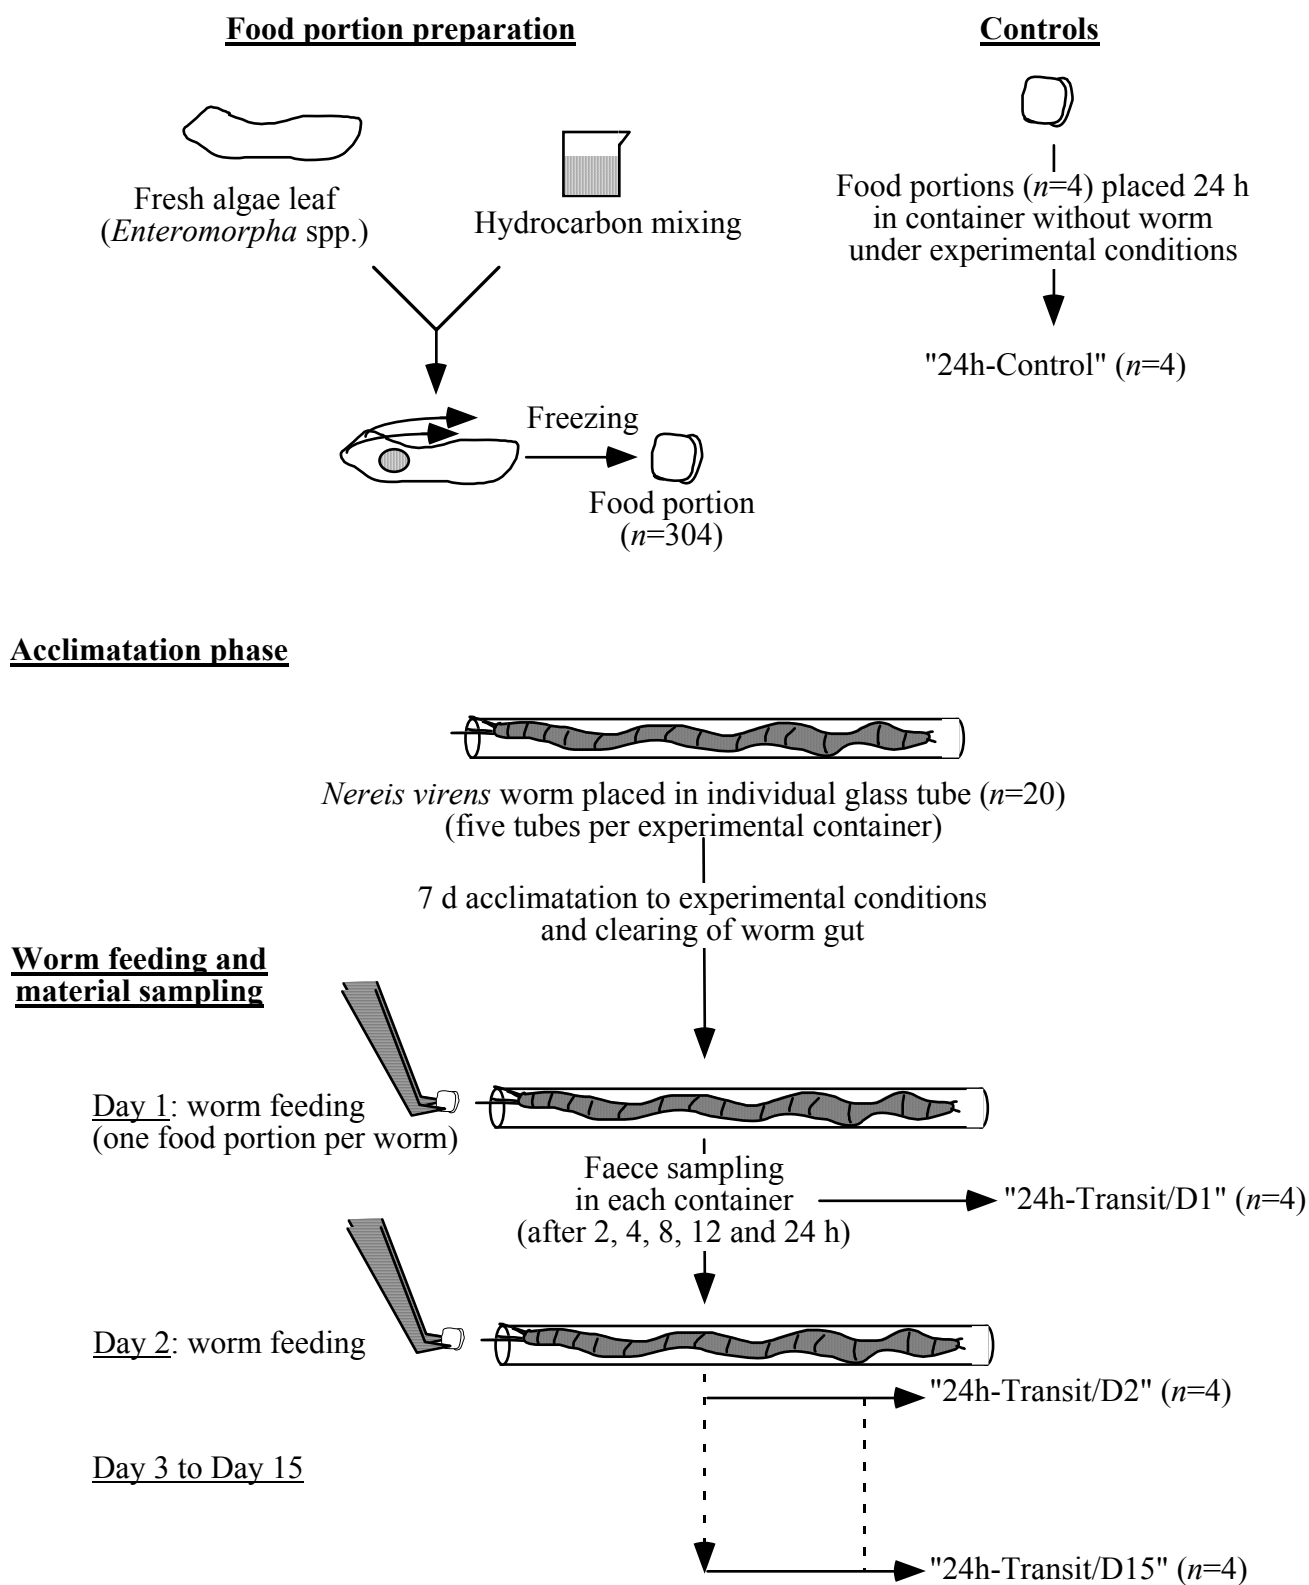 Food portion preparation
Fresh algae leaf
(Enteromorpha spp.)
Hydrocarbon mixing
Freezing
Food portion
(n=304)
Controls
Food portions (n=4) placed 24 h
in container without worm
under experimental conditions
"24h-Control" (n=4)
Acclimatation phase
Nereis virens worm placed in individual glass tube (n=20)
(five tubes per experimental container)
7 d acclimatation to experimental conditions
and clearing of worm gut
Worm feeding and
material sampling
Day 1: worm feeding
(one food portion per worm)
Faece sampling
in each container
(after 2, 4, 8, 12 and 24 h)
"24h-Transit/D1" (n=4)
Day 2: worm feeding
"24h-Transit/D2" (n=4)
Day 3 to Day 15
"24h-Transit/D15" (n=4)